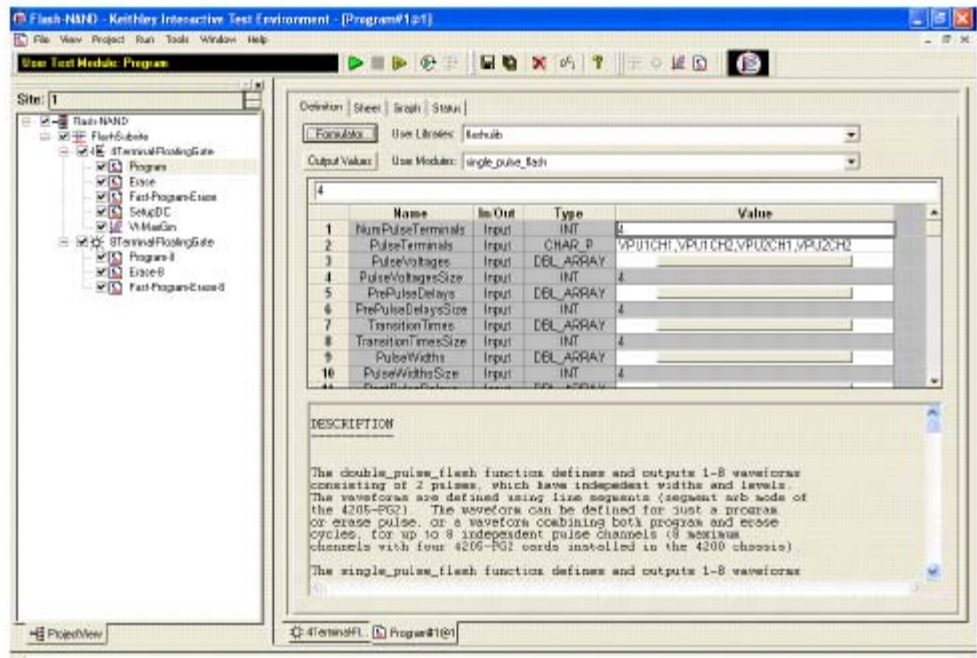 Flash-NAND - Keithley Interactive Test Environment - [Program#1@1]
File View Project Run Tools Window Help
User Test Module: Program
Site: 1
Flash-NAND
FlashSubsite
4TerminalFloatingGate
Program
Erase
Fast-Program-Erase
SetupDC
Vt-MaxGm
8TerminalFloatingGate
Program-8
Erase-8
Fast-Program-Erase-8
ProjectView
Definition Sheet Graph Status
Formulator User Libraries: flashulib
Output Values User Modules: single_pulse_flash
4
Name In/Out Type Value
1 NumPulseTerminals Input INT 4
2 PulseTerminals Input CHAR_P VPU1CH1,VPU1CH2,VPU2CH1,VPU2CH2
3 PulseVoltages Input DBL_ARRAY
4 PulseVoltagesSize Input INT 4
5 PrePulseDelays Input DBL_ARRAY
6 PrePulseDelaysSize Input INT 4
7 TransitionTimes Input DBL_ARRAY
8 TransitionTimesSize Input INT 4
9 PulseWidths Input DBL_ARRAY
10 PulseWidthsSize Input INT 4
DESCRIPTION
The double_pulse_flash function defines and outputs 1-8 waveforms
consisting of 2 pulses, which have indepedent widths and levels.
The waveforms are defined using line segments (segment arb mode of
the 4205-PG2). The waveform can be defined for just a program
or erase pulse, or a waveform combining both program and erase
cycles, for up to 8 independent pulse channels (8 maximum
channels with four 4205-PG2 cards installed in the 4200 chassis)
The single_pulse_flash function defines and outputs 1-8 waveforms
4TerminalFl... Program#1@1